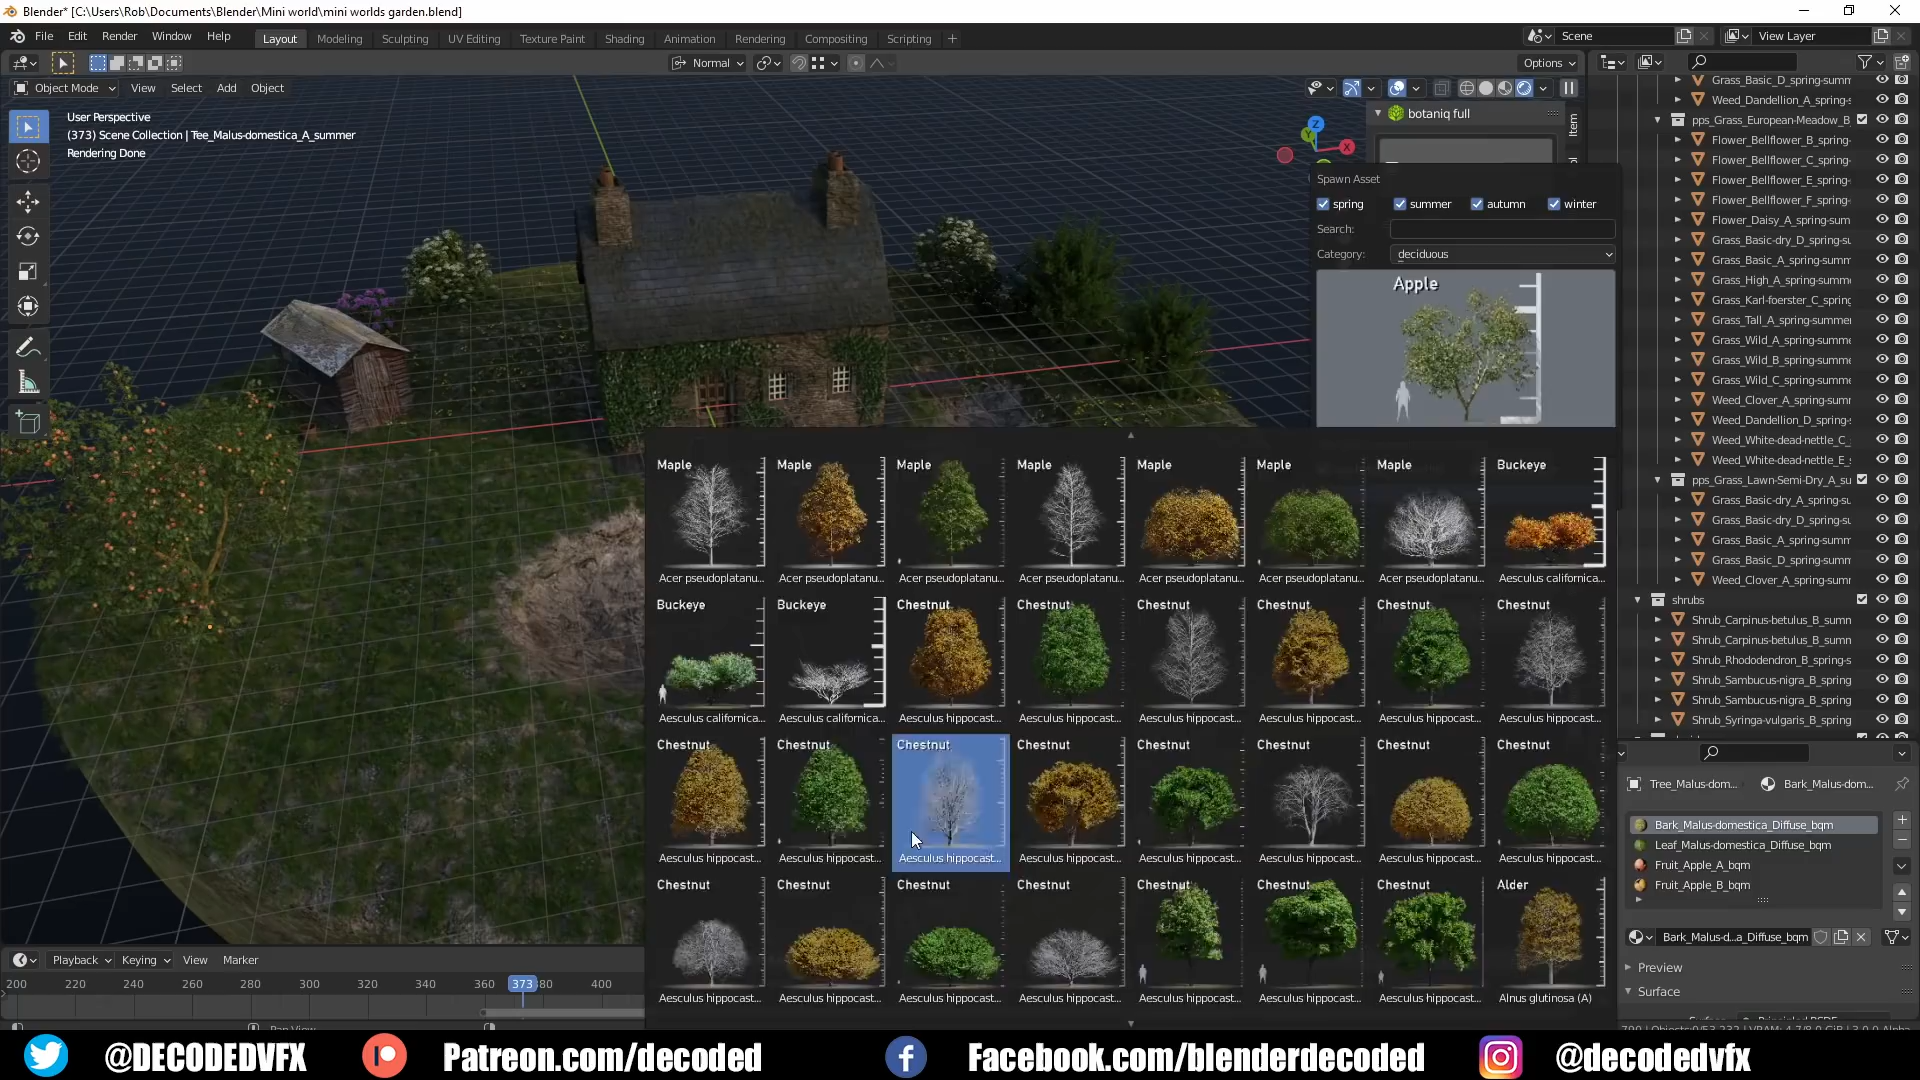 Blender* [C:\Users\Rob\Documents\Blender\Mini world\mini worlds garden.blend]
File Edit Render Window Help
Layout Modeling Sculpting UV Editing Texture Paint Shading Animation Rendering Compositing Scripting +
Scene
View Layer
Normal
Options
Object Mode View Select Add Object
User Perspective
(373) Scene Collection | Tee_Malus-domestica_A_summer
Rendering Done
Z
Y
X
botaniq full
Item
Spawn Asset
spring summer autumn winter
Search:
Category: deciduous
Apple
Maple Maple Maple Maple Maple Maple Maple Buckeye
Acer pseudoplatanu... Acer pseudoplatanu... Acer pseudoplatanu... Acer pseudoplatanu... Acer pseudoplatanu... Acer pseudoplatanu... Acer pseudoplatanu... Aesculus californica...
Buckeye Buckeye Chestnut Chestnut Chestnut Chestnut Chestnut Chestnut
Aesculus californica... Aesculus californica... Aesculus hippocast... Aesculus hippocast... Aesculus hippocast... Aesculus hippocast... Aesculus hippocast... Aesculus hippocast...
Chestnut Chestnut Chestnut Chestnut Chestnut Chestnut Chestnut Chestnut
Aesculus hippocast... Aesculus hippocast... Aesculus hippocast... Aesculus hippocast... Aesculus hippocast... Aesculus hippocast... Aesculus hippocast... Aesculus hippocast...
Chestnut Chestnut Chestnut Chestnut Chestnut Chestnut Chestnut Alder
Aesculus hippocast... Aesculus hippocast... Aesculus hippocast... Aesculus hippocast... Aesculus hippocast... Aesculus hippocast... Aesculus hippocast... Alnus glutinosa (A)
Grass_Basic_D_spring-summ
Weed_Dandellion_A_spring-s
pps_Grass_European-Meadow_B
Flower_Bellflower_B_spring-
Flower_Bellflower_C_spring-
Flower_Bellflower_E_spring-
Flower_Bellflower_F_spring-
Flower_Daisy_A_spring-sum
Grass_Basic-dry_D_spring-su
Grass_Basic_A_spring-summe
Grass_High_A_spring-summe
Grass_Karl-foerster_C_spring
Grass_Tall_A_spring-summer
Grass_Wild_A_spring-summe
Grass_Wild_B_spring-summe
Grass_Wild_C_spring-summe
Weed_Clover_A_spring-sumr
Weed_Dandellion_D_spring-
Weed_White-dead-nettle_C_
Weed_White-dead-nettle_E_s
pps_Grass_Lawn-Semi-Dry_A_su
Grass_Basic-dry_A_spring-su
Grass_Basic-dry_D_spring-su
Grass_Basic_A_spring-summ
Grass_Basic_D_spring-summ
Weed_Clover_A_spring-sumr
shrubs
Shrub_Carpinus-betulus_B_sumn
Shrub_Carpinus-betulus_B_sumn
Shrub_Rhododendron_B_spring-s
Shrub_Sambucus-nigra_B_spring
Shrub_Sambucus-nigra_B_spring
Shrub_Syringa-vulgaris_B_spring
Tree_Malus-dom... Bark_Malus-dom...
Bark_Malus-domestica_Diffuse_bqm
Leaf_Malus-domestica_Diffuse_bqm
Fruit_Apple_A_bqm
Fruit_Apple_B_bqm
Bark_Malus-d...a_Diffuse_bqm
Preview
Surface
Playback Keying View Marker
200 220 240 260 280 300 320 340 360 373 400
@DECODEDVFX Patreon.com/decoded Facebook.com/blenderdecoded @decodedvfx